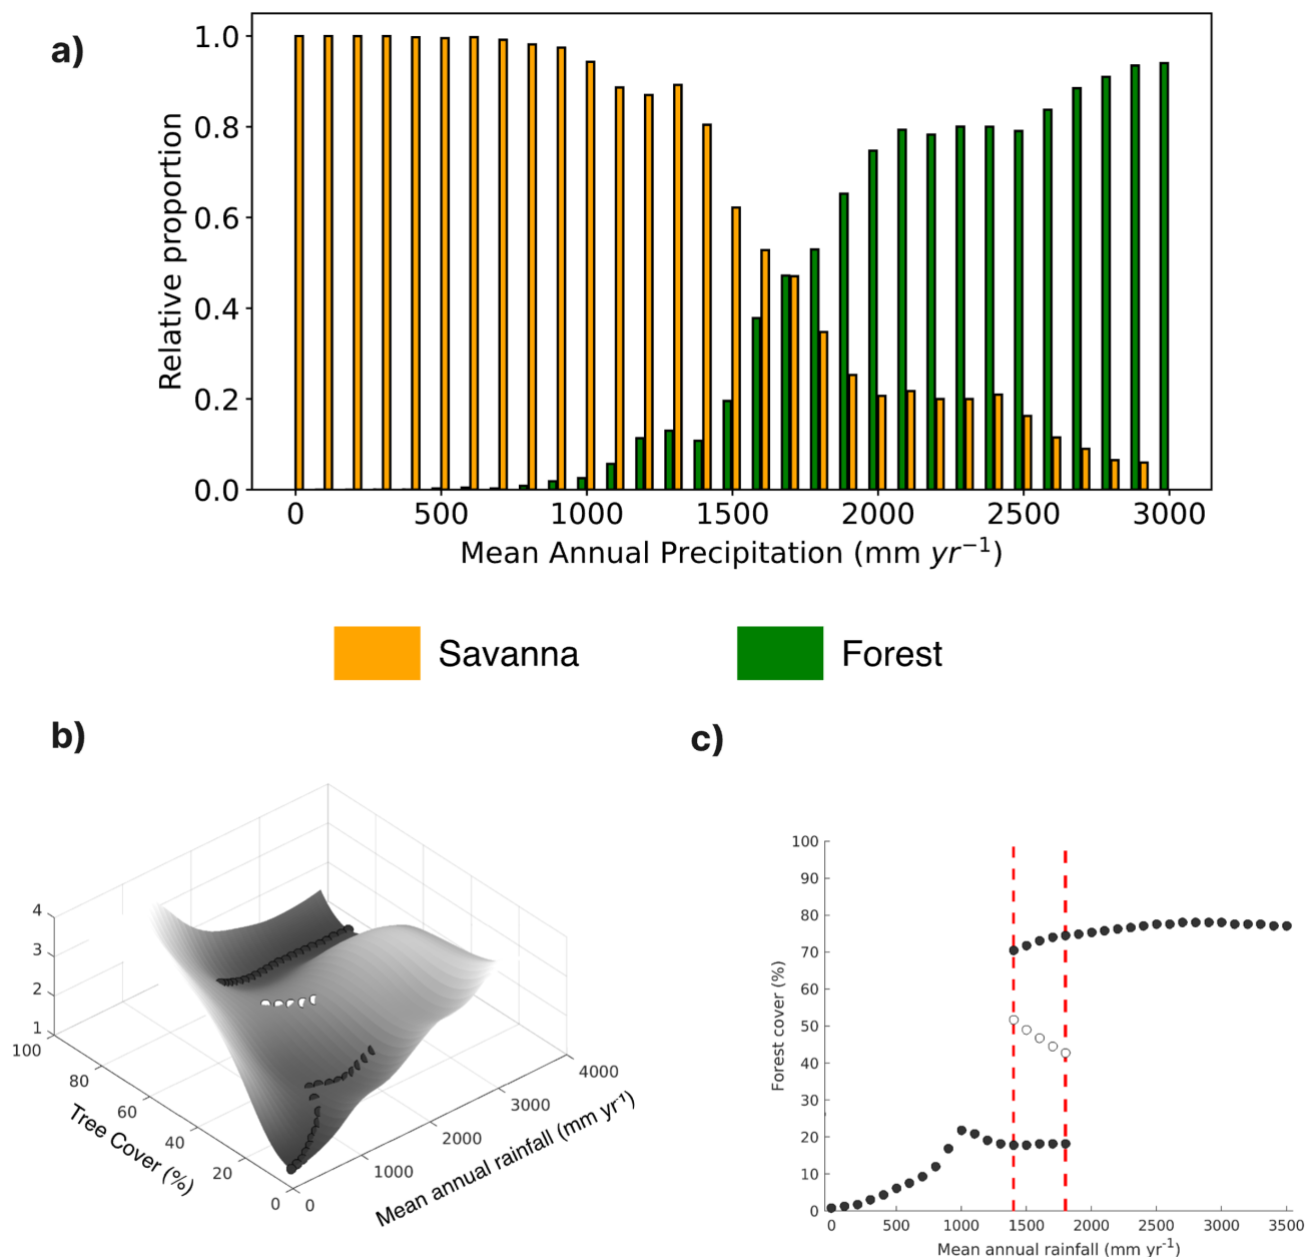 a)
1.0
0.8
0.6
0.4
0.2
0.0
Relative proportion
0 500 1000 1500 2000 2500 3000
Mean Annual Precipitation (mm yr⁻¹)
Savanna Forest
b)
4
3
2
1
100
80
60
40
20
0
Tree Cover (%)
0
1000
2000
3000
4000
Mean annual rainfall (mm yr¹)
c)
100
90
80
70
60
50
40
30
20
10
0
Forest cover (%)
0 500 1000 1500 2000 2500 3000 3500
Mean annual rainfall (mm yr⁻¹)